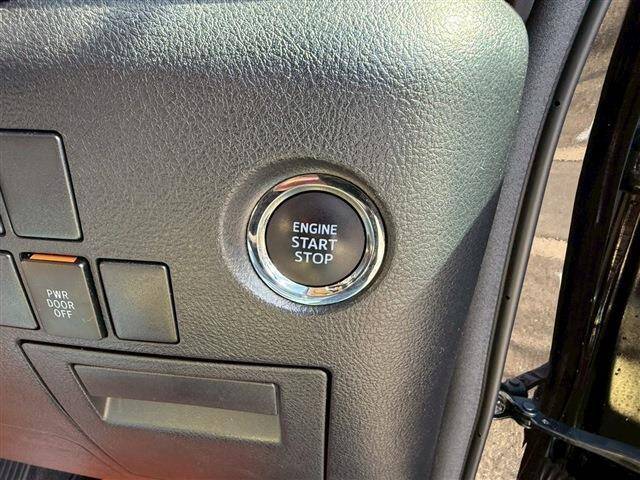 ENGINE
START
STOP
PWR
DOOR
OFF